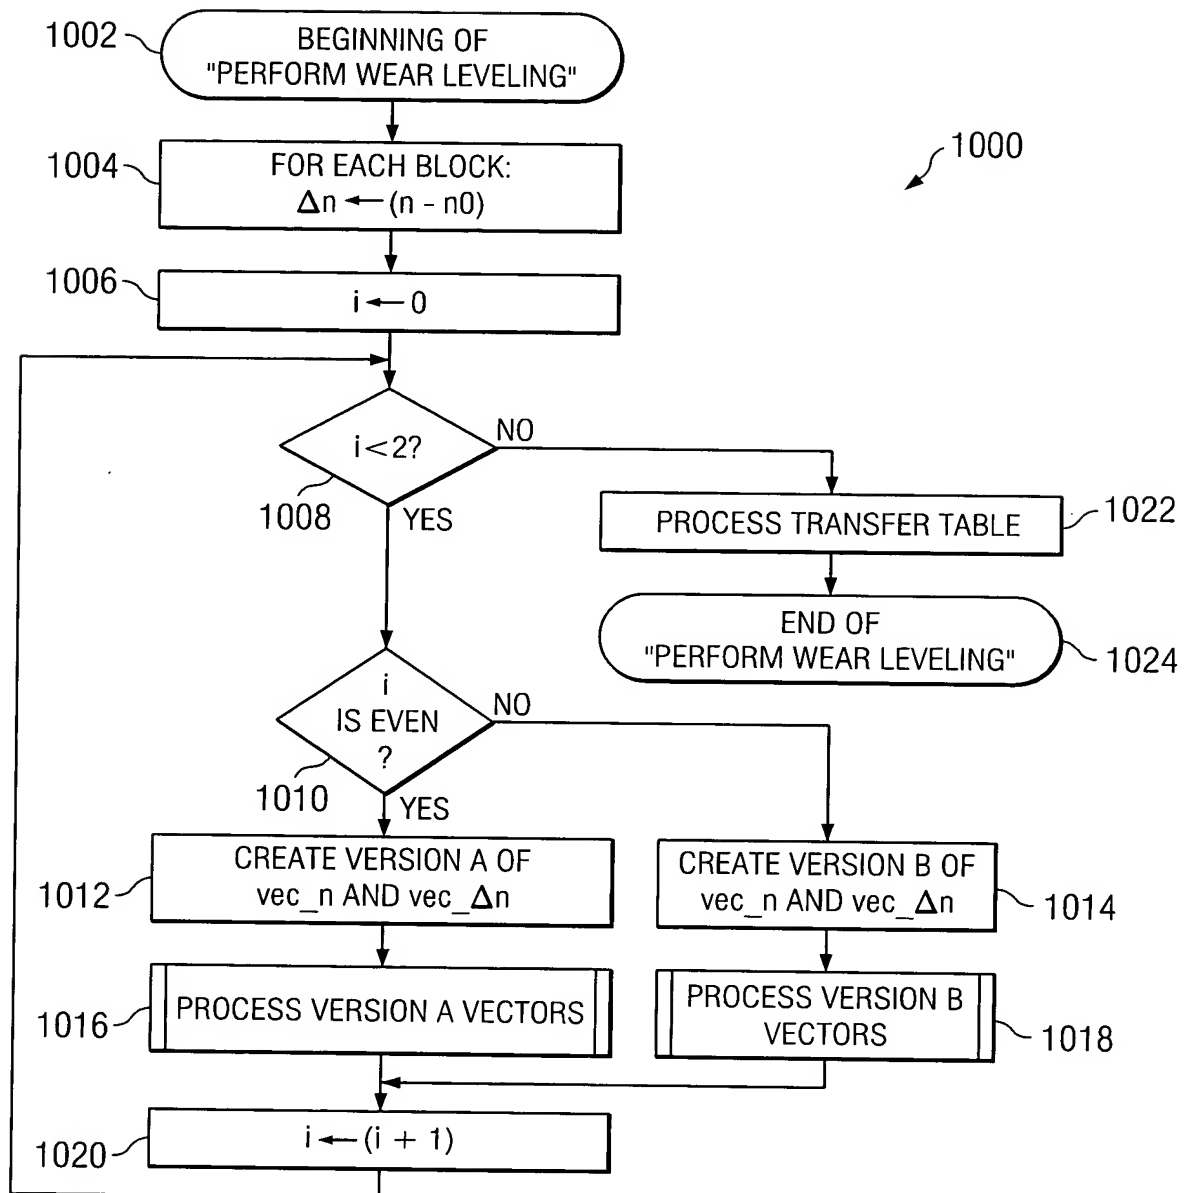 1002
BEGINNING OF
"PERFORM WEAR LEVELING"
1004
FOR EACH BLOCK:
Δn ← (n - n0)
1000
1006
i ← 0
i<2?
NO
1008
YES
PROCESS TRANSFER TABLE
1022
END OF
"PERFORM WEAR LEVELING"
1024
i
IS EVEN
?
NO
1010
YES
1012
CREATE VERSION A OF
vec_n AND vec_Δn
CREATE VERSION B OF
vec_n AND vec_Δn
1014
1016
PROCESS VERSION A VECTORS
PROCESS VERSION B
VECTORS
1018
1020
i ← (i + 1)